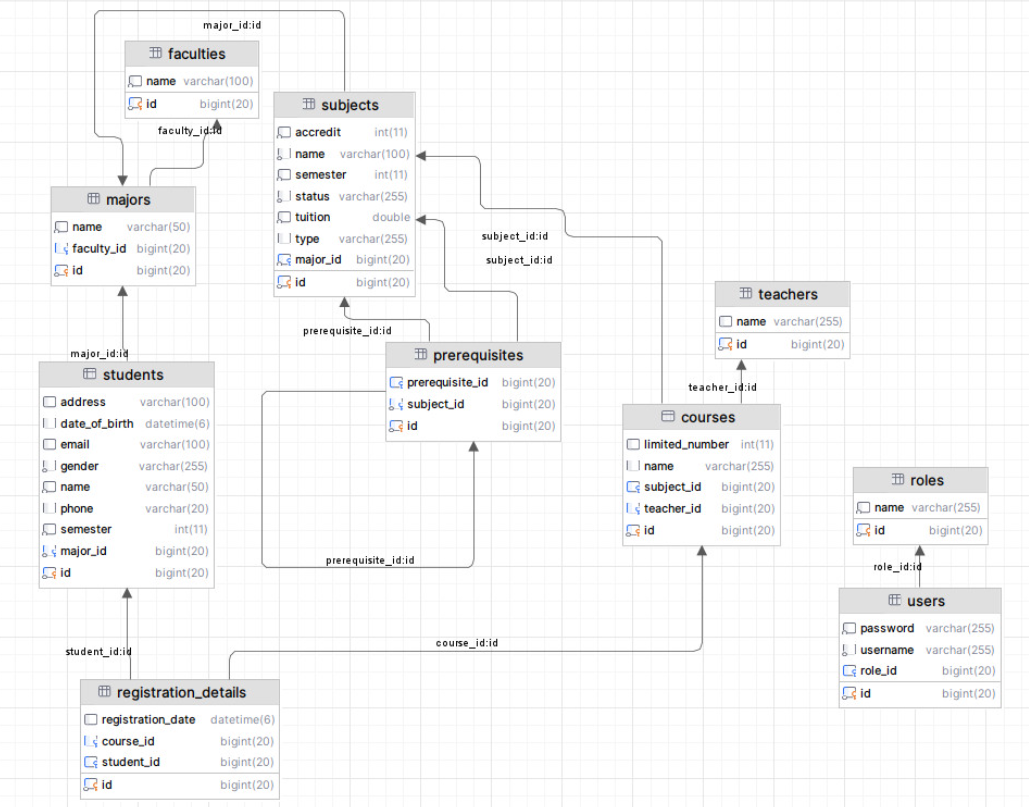 major_id:id
faculties
name varchar(100)
id bigint(20)
faculty_id:id
subjects
accredit int(11)
name varchar(100)
semester int(11)
status varchar(255)
tuition double
type varchar(255)
major_id bigint(20)
id bigint(20)
majors
name varchar(50)
faculty_id bigint(20)
id bigint(20)
subject_id:id
subject_id:id
teachers
name varchar(255)
id bigint(20)
prerequisite_id:id
prerequisites
prerequisite_id bigint(20)
subject_id bigint(20)
id bigint(20)
major_id:id
students
address varchar(100)
date_of_birth datetime(6)
email varchar(100)
gender varchar(255)
name varchar(50)
phone varchar(20)
semester int(11)
major_id bigint(20)
id bigint(20)
teacher_id:id
courses
limited_number int(11)
name varchar(255)
subject_id bigint(20)
teacher_id bigint(20)
id bigint(20)
roles
name varchar(255)
id bigint(20)
prerequisite_id:id
role_id:id
users
password varchar(255)
username varchar(255)
role_id bigint(20)
id bigint(20)
student_id:id
course_id:id
registration_details
registration_date datetime(6)
course_id bigint(20)
student_id bigint(20)
id bigint(20)